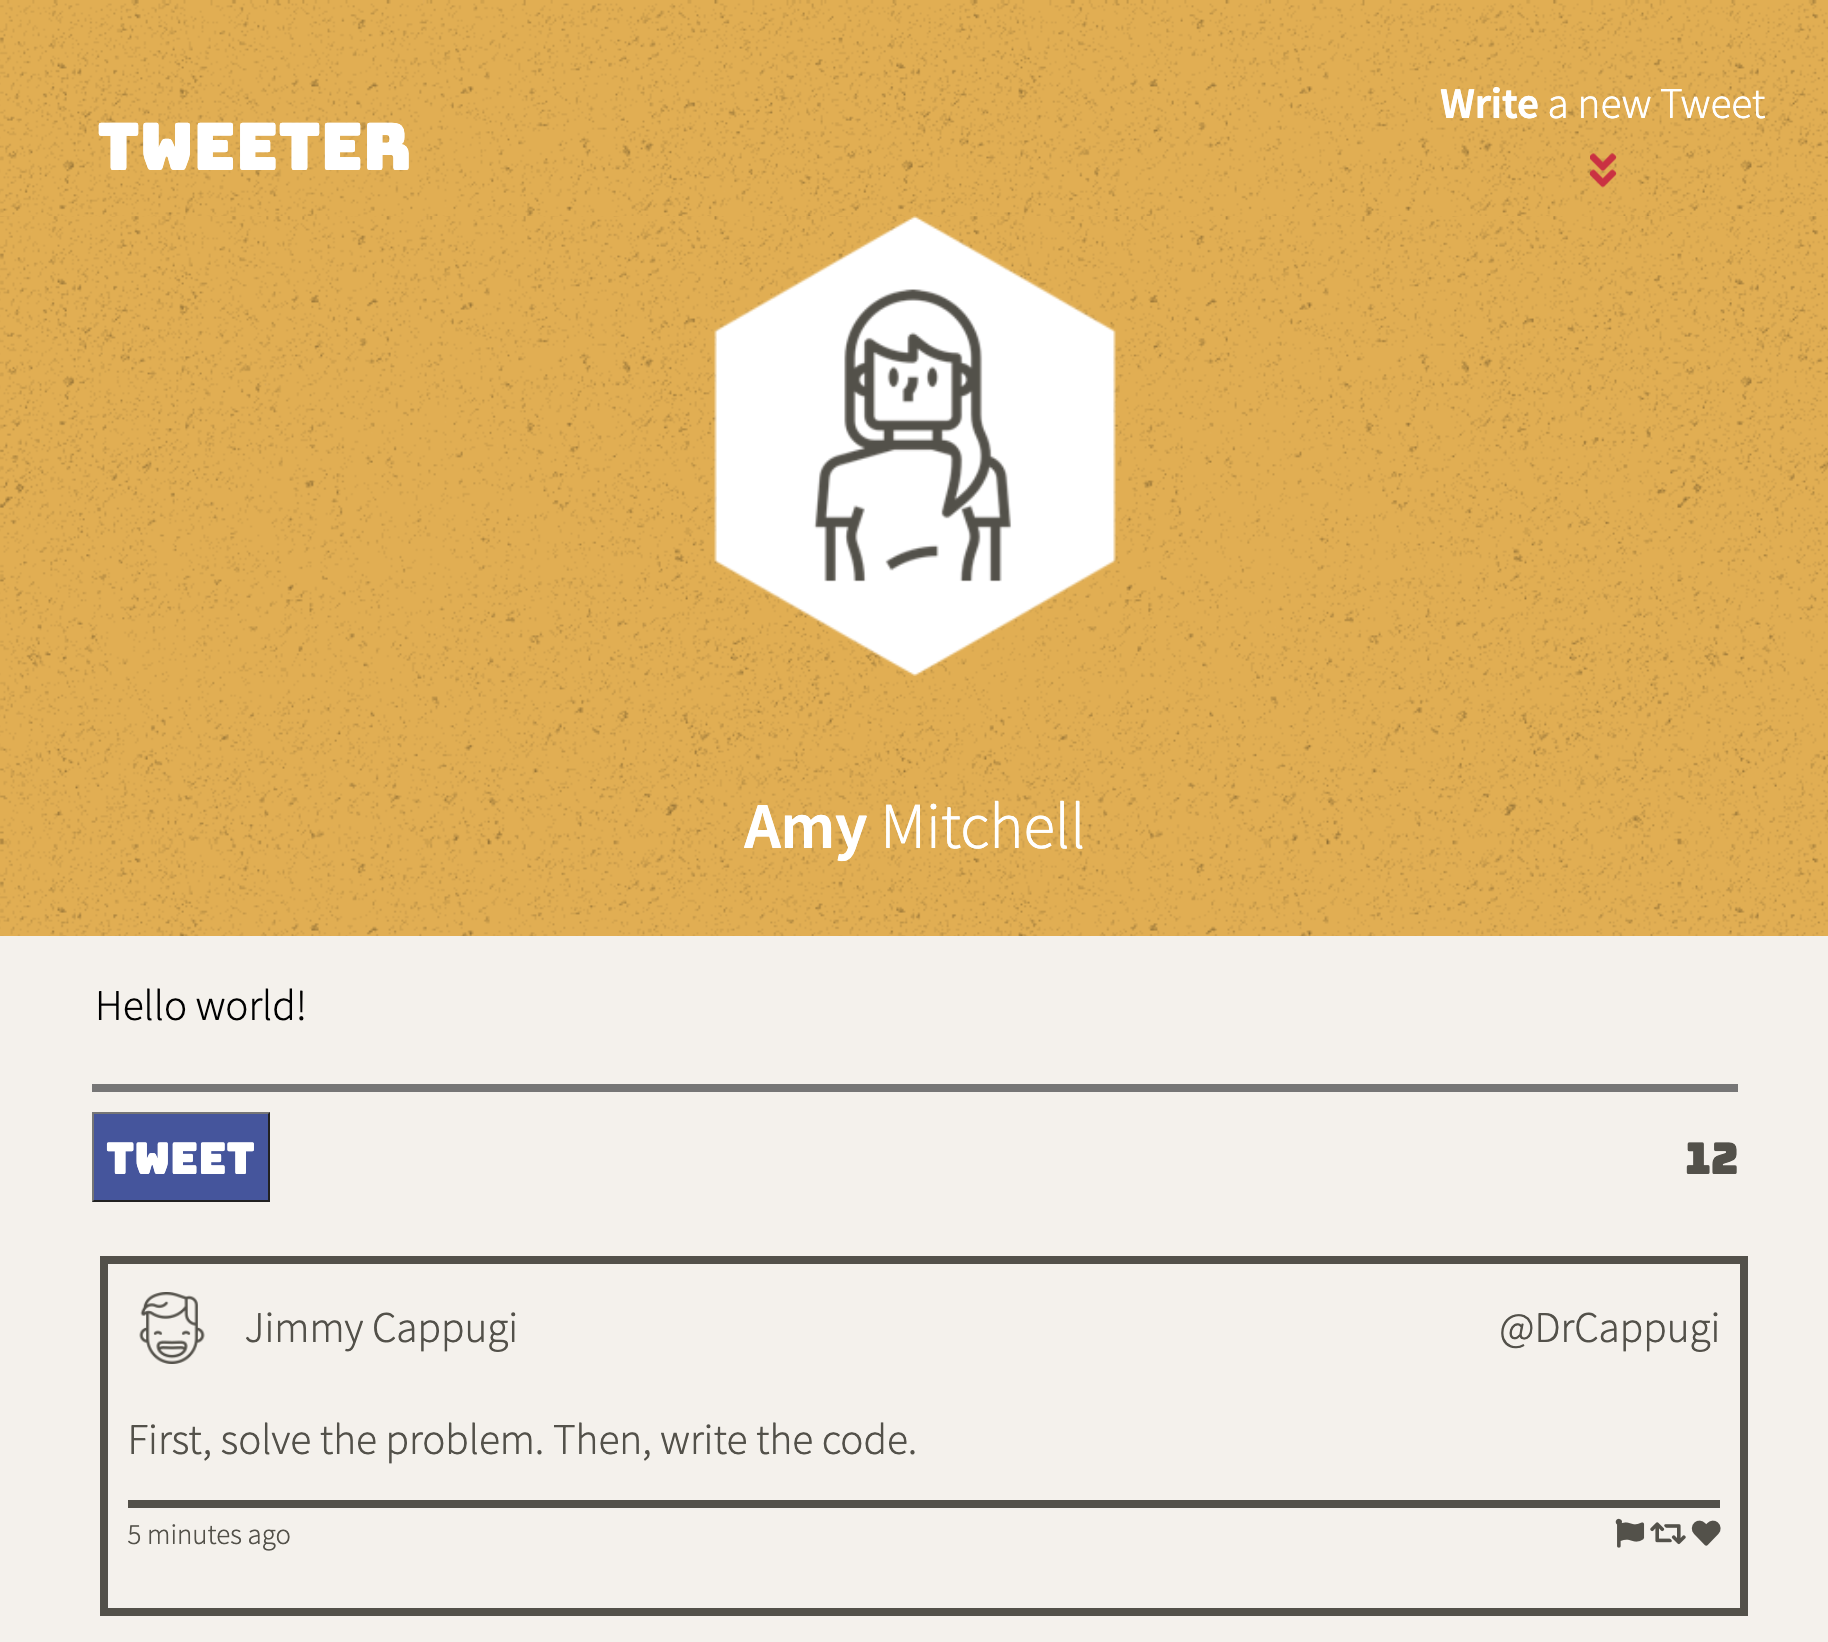 TWEETER
Write a new Tweet
Amy Mitchell
Hello world!
TWEET
12
Jimmy Cappugi
@DrCappugi
First, solve the problem. Then, write the code.
5 minutes ago